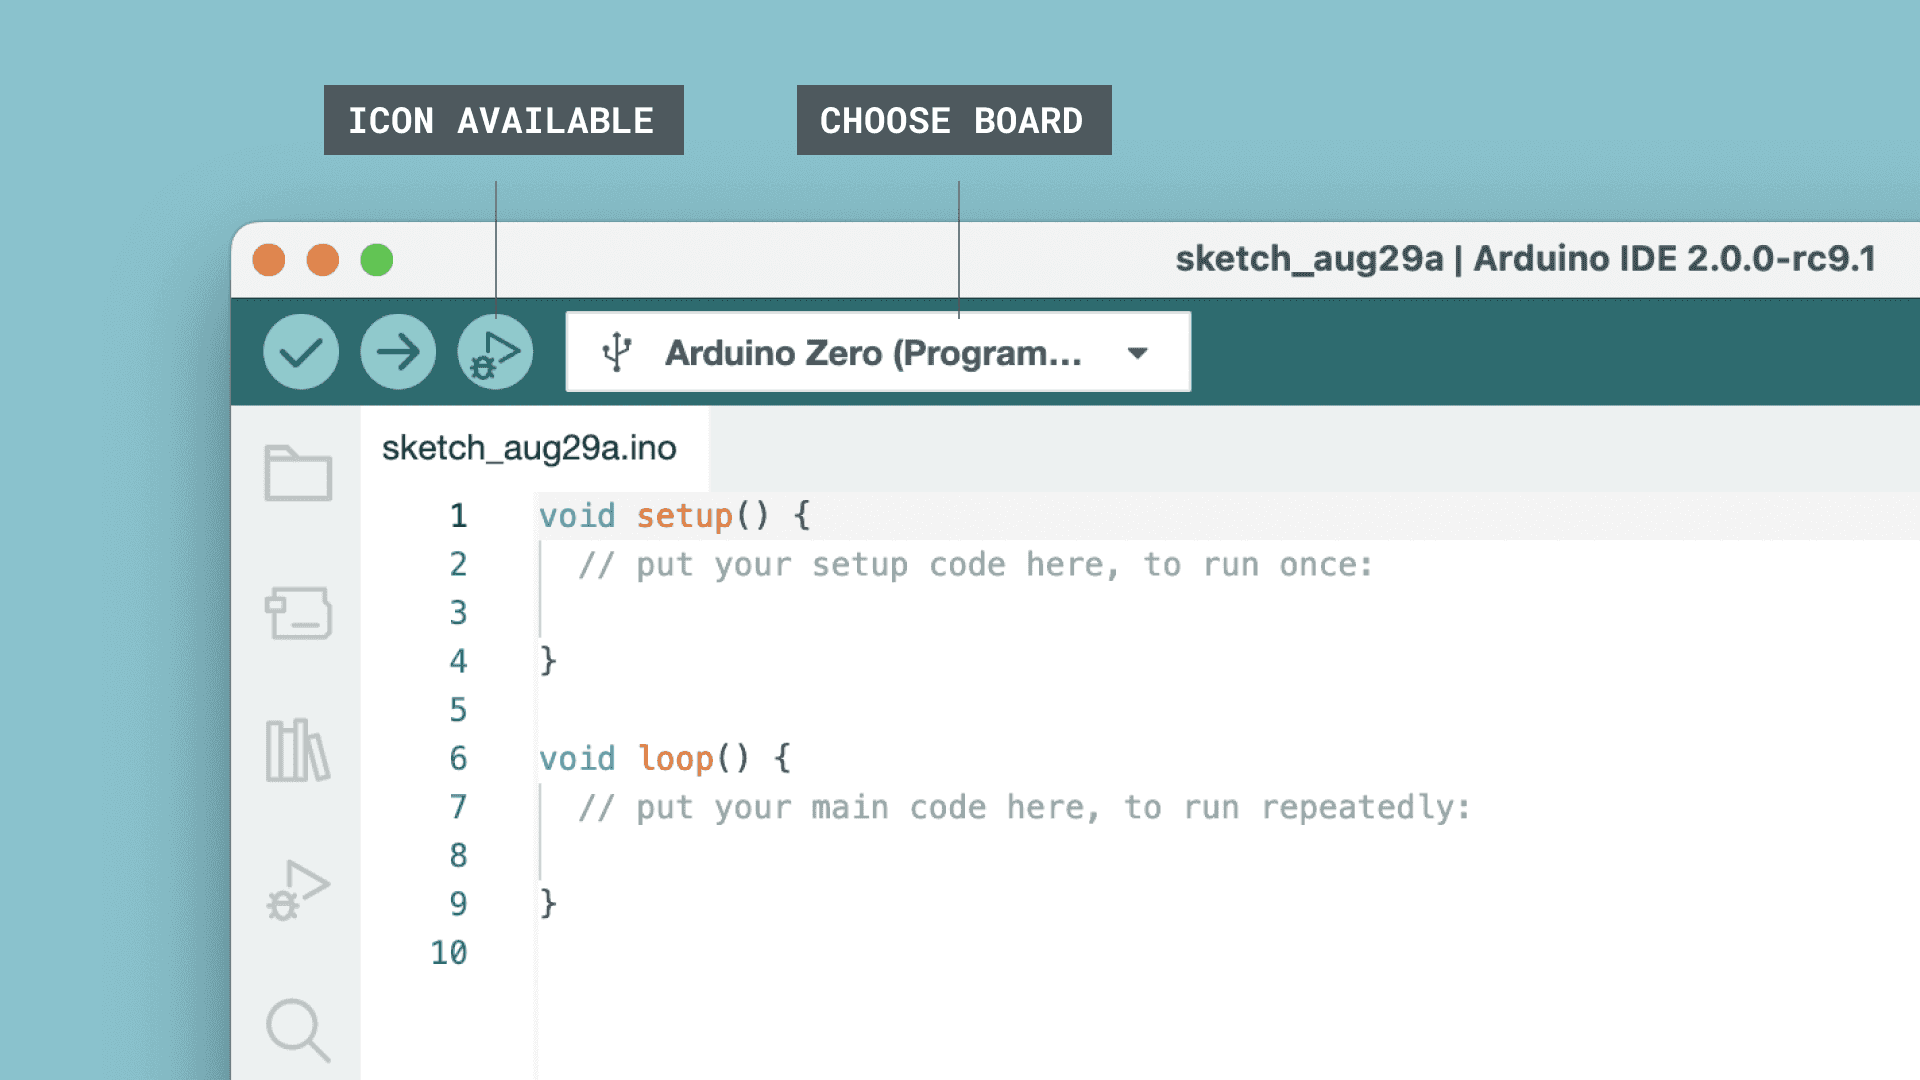 ICON AVAILABLE
CHOOSE BOARD
sketch_aug29a | Arduino IDE 2.0.0-rc9.1
Arduino Zero (Program...
sketch_aug29a.ino
1 void setup() {
2 // put your setup code here, to run once:
3
4 }
5
6 void loop() {
7 // put your main code here, to run repeatedly:
8
9 }
10